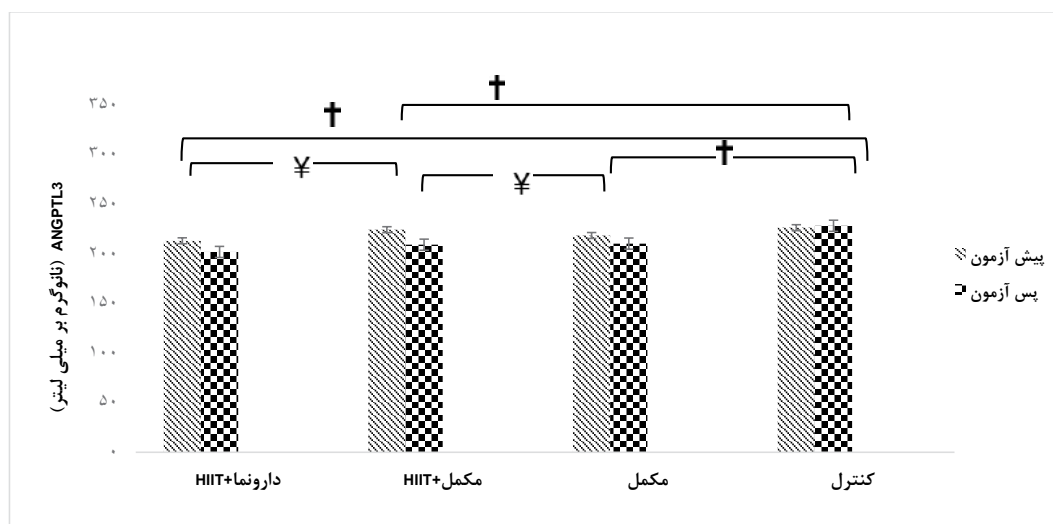 †
†
†
¥
¥
۳۵۰
۳۰۰
۲۵۰
۲۰۰
۱۵۰
۱۰۰
۵۰
۰
ANGPTL3 (نانوگرم بر میلی لیتر)
پیش آزمون
پس آزمون
دارونما+HIIT
مکمل+HIIT
مکمل
کنترل